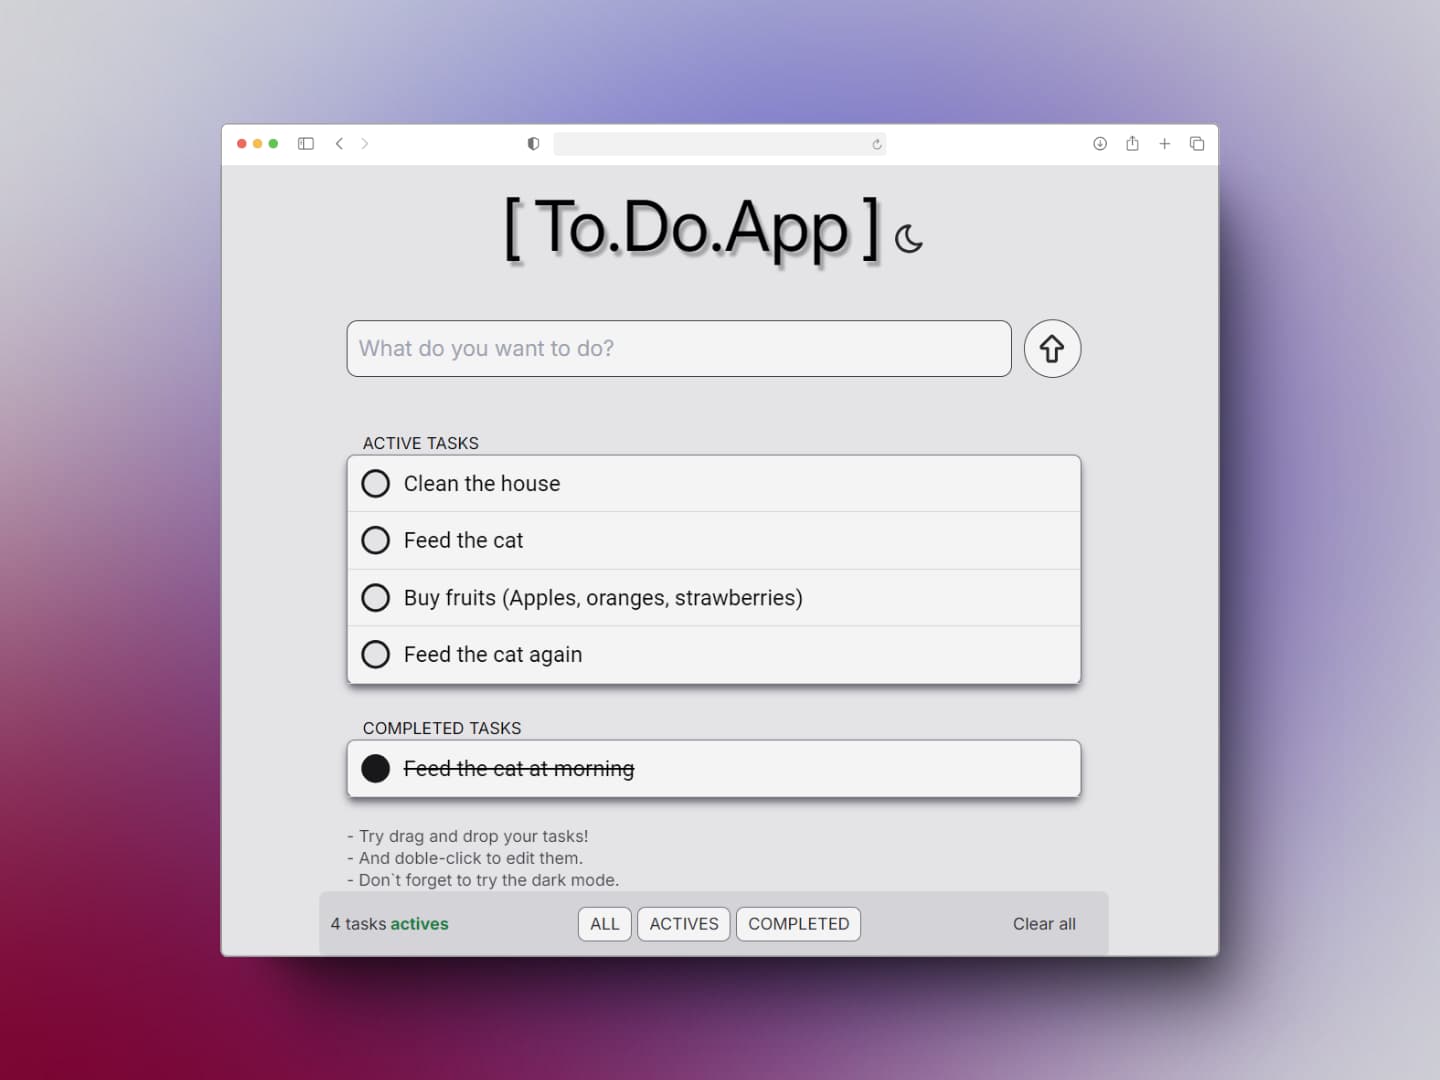 [ To.Do.App ]
What do you want to do?
ACTIVE TASKS
Clean the house
Feed the cat
Buy fruits (Apples, oranges, strawberries)
Feed the cat again
COMPLETED TASKS
Feed the cat at morning
- Try drag and drop your tasks!
- And doble-click to edit them.
- Don`t forget to try the dark mode.
4 tasks actives ALL ACTIVES COMPLETED Clear all